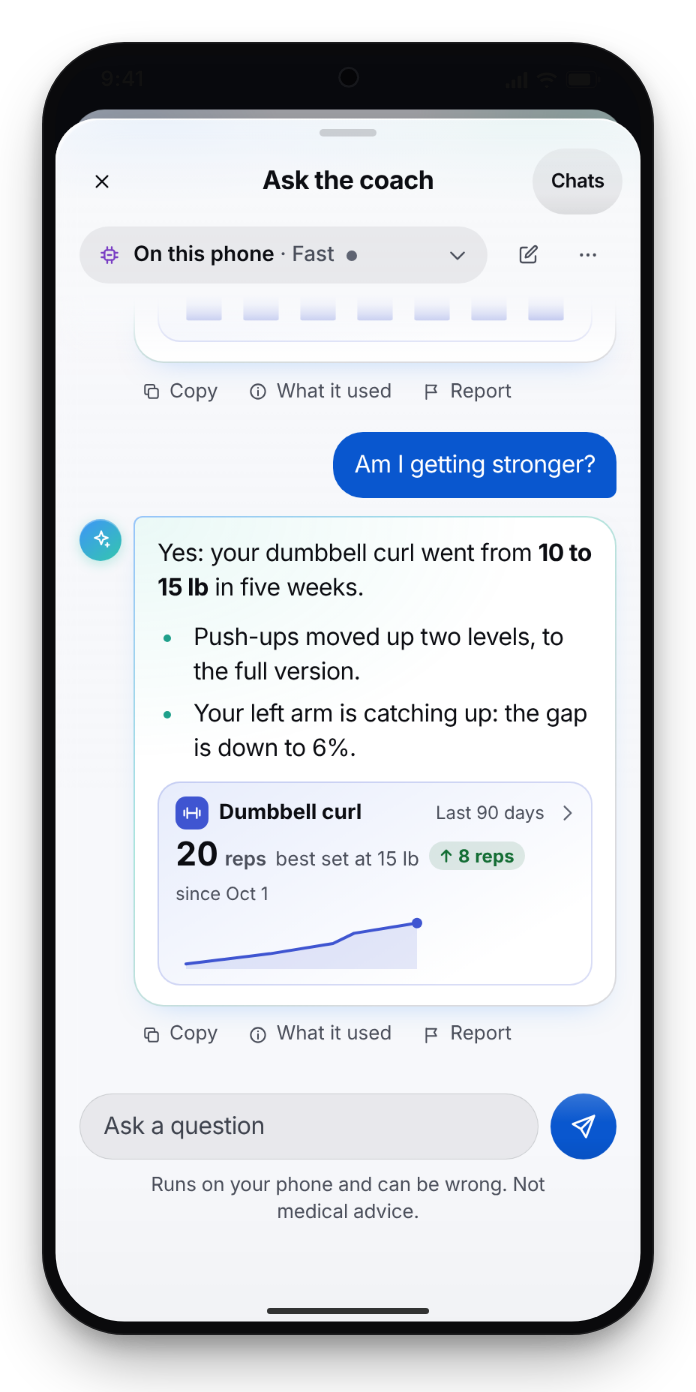 9:41
Ask the coach
Chats
On this phone · Fast
Copy What it used Report
Am I getting stronger?
Yes: your dumbbell curl went from 10 to
15 lb in five weeks.
• Push-ups moved up two levels, to
the full version.
• Your left arm is catching up: the gap
is down to 6%.
Dumbbell curl Last 90 days
20 reps best set at 15 lb ↑ 8 reps
since Oct 1
Copy What it used Report
Ask a question
Runs on your phone and can be wrong. Not
medical advice.